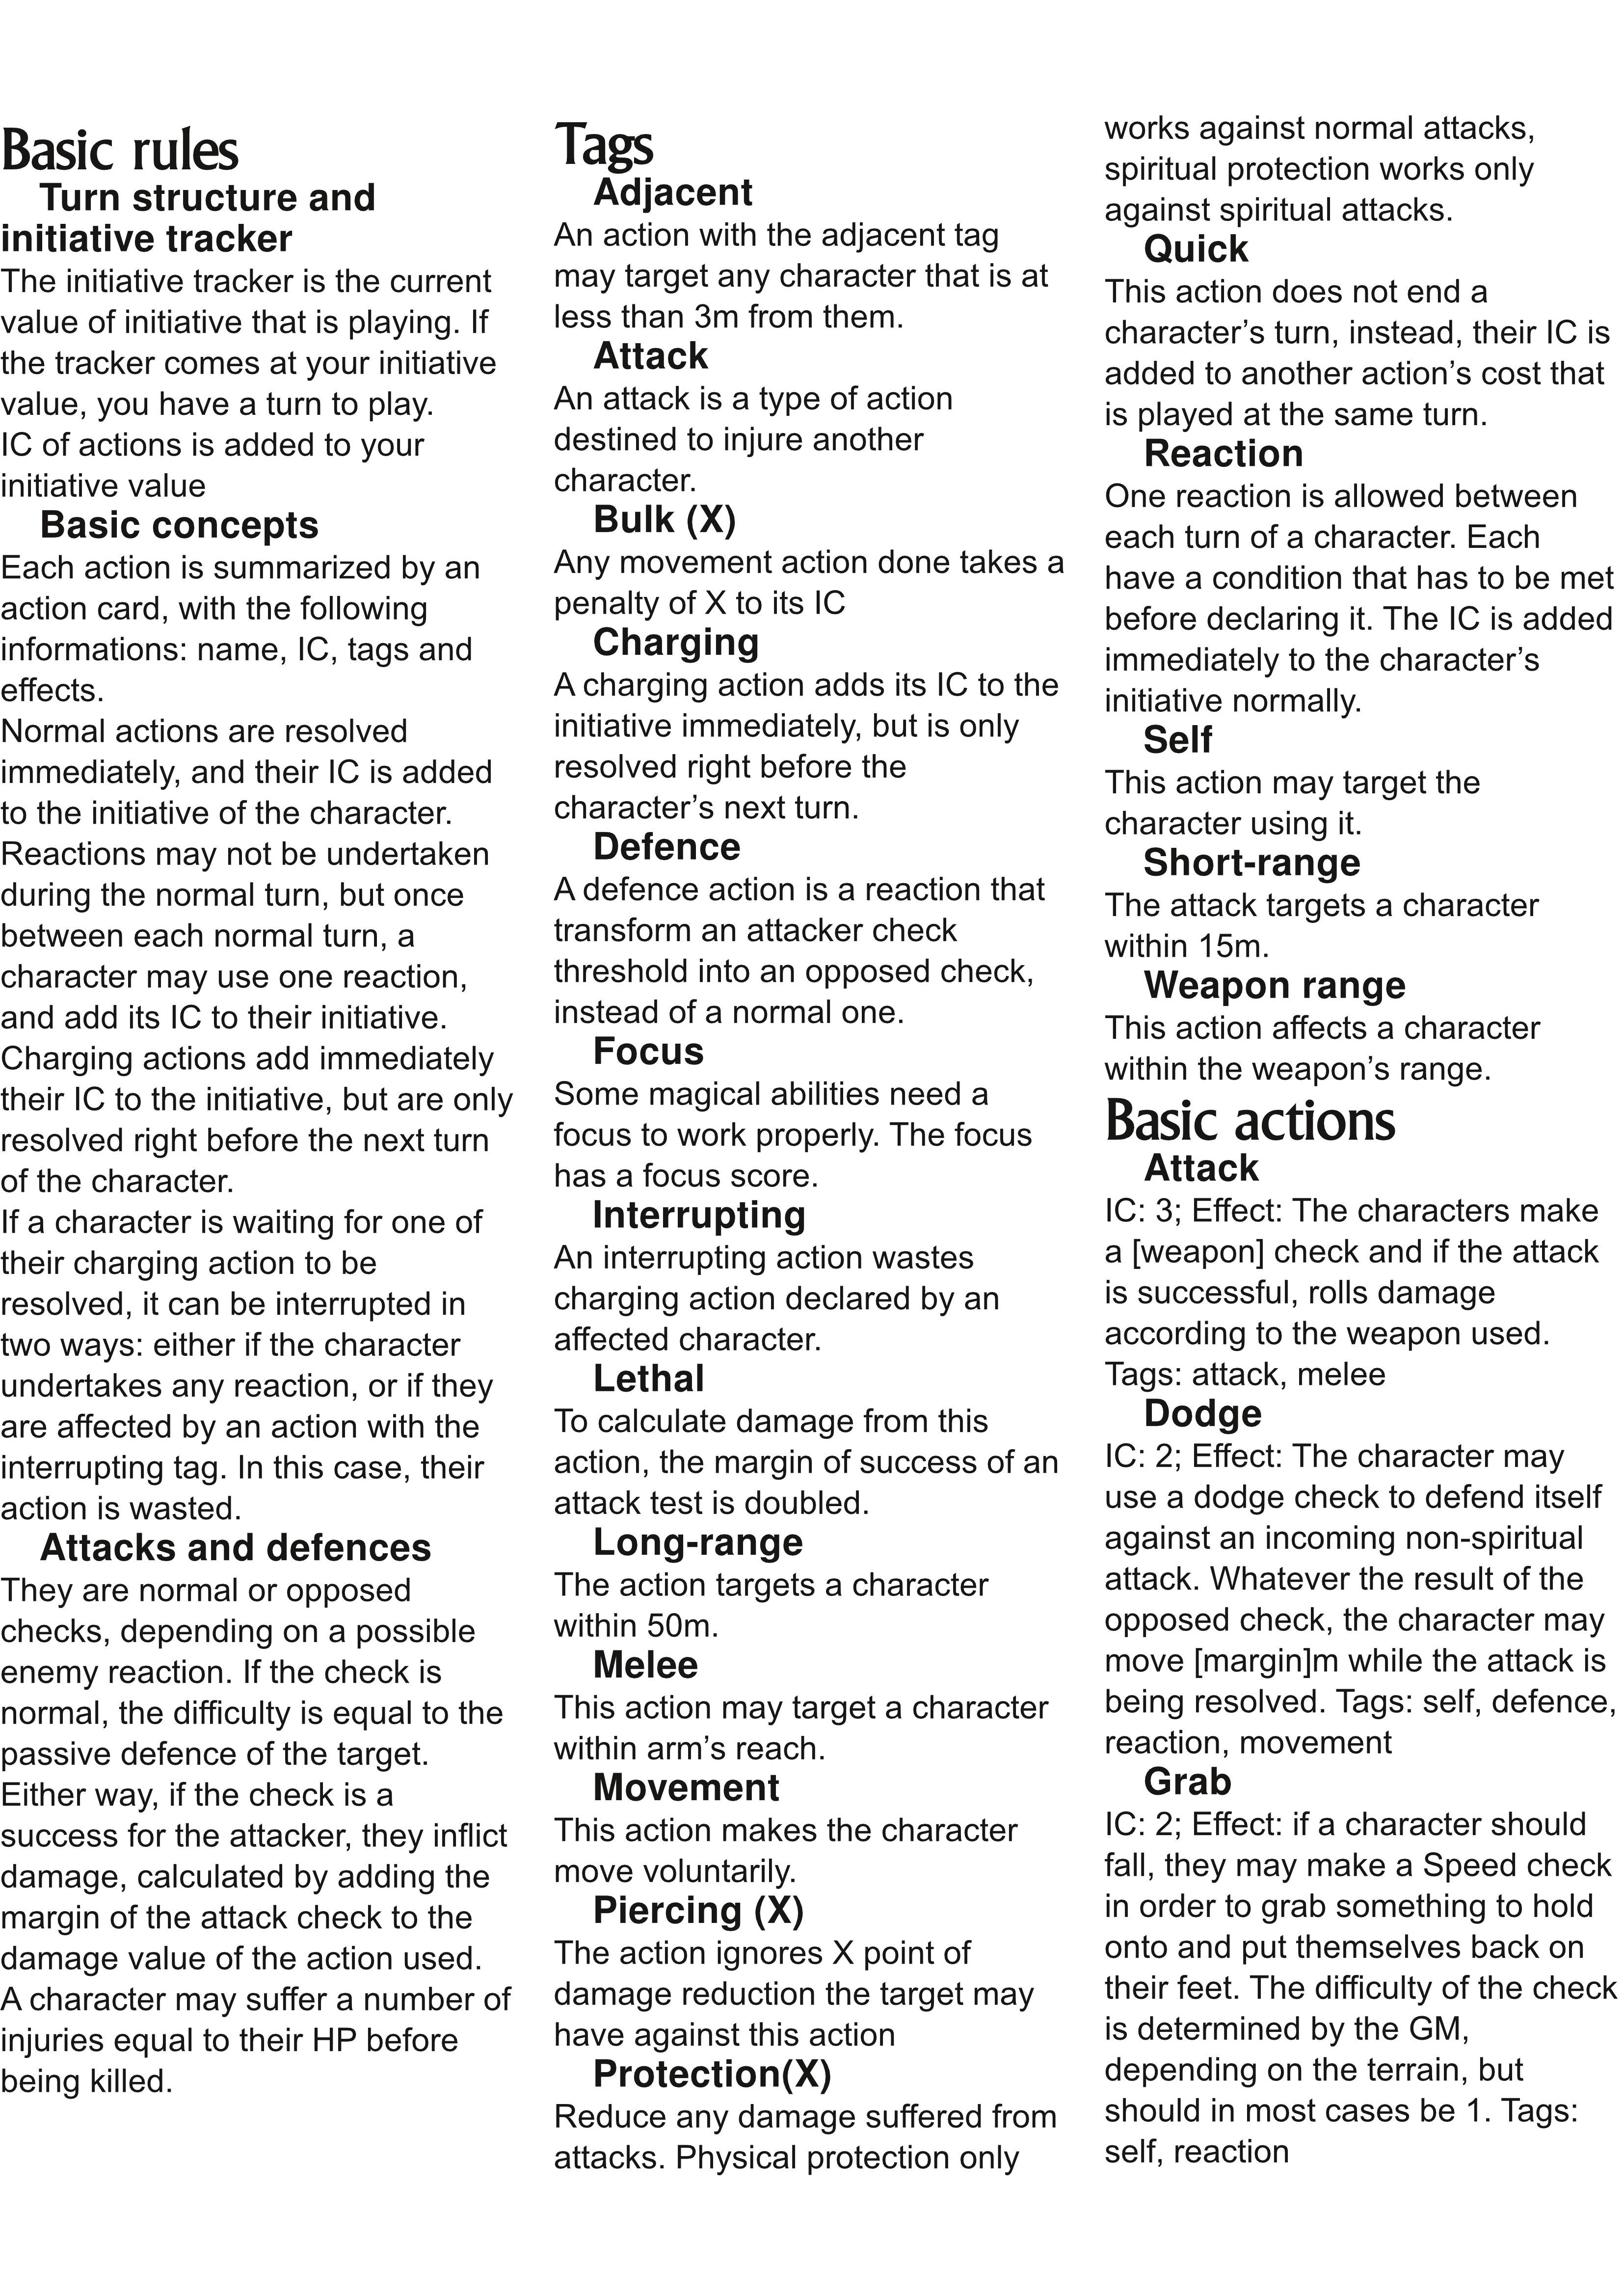 Basic rules
Turn structure and
initiative tracker
The initiative tracker is the current
value of initiative that is playing. If
the tracker comes at your initiative
value, you have a turn to play.
IC of actions is added to your
initiative value
Basic concepts
Each action is summarized by an
action card, with the following
informations: name, IC, tags and
effects.
Normal actions are resolved
immediately, and their IC is added
to the initiative of the character.
Reactions may not be undertaken
during the normal turn, but once
between each normal turn, a
character may use one reaction,
and add its IC to their initiative.
Charging actions add immediately
their IC to the initiative, but are only
resolved right before the next turn
of the character.
If a character is waiting for one of
their charging action to be
resolved, it can be interrupted in
two ways: either if the character
undertakes any reaction, or if they
are affected by an action with the
interrupting tag. In this case, their
action is wasted.
Attacks and defences
They are normal or opposed
checks, depending on a possible
enemy reaction. If the check is
normal, the difficulty is equal to the
passive defence of the target.
Either way, if the check is a
success for the attacker, they inflict
damage, calculated by adding the
margin of the attack check to the
damage value of the action used.
A character may suffer a number of
injuries equal to their HP before
being killed.
Tags
Adjacent
An action with the adjacent tag
may target any character that is at
less than 3m from them.
Attack
An attack is a type of action
destined to injure another
character.
Bulk (X)
Any movement action done takes a
penalty of X to its IC
Charging
A charging action adds its IC to the
initiative immediately, but is only
resolved right before the
character’s next turn.
Defence
A defence action is a reaction that
transform an attacker check
threshold into an opposed check,
instead of a normal one.
Focus
Some magical abilities need a
focus to work properly. The focus
has a focus score.
Interrupting
An interrupting action wastes
charging action declared by an
affected character.
Lethal
To calculate damage from this
action, the margin of success of an
attack test is doubled.
Long-range
The action targets a character
within 50m.
Melee
This action may target a character
within arm’s reach.
Movement
This action makes the character
move voluntarily.
Piercing (X)
The action ignores X point of
damage reduction the target may
have against this action
Protection(X)
Reduce any damage suffered from
attacks. Physical protection only
works against normal attacks,
spiritual protection works only
against spiritual attacks.
Quick
This action does not end a
character’s turn, instead, their IC is
added to another action’s cost that
is played at the same turn.
Reaction
One reaction is allowed between
each turn of a character. Each
have a condition that has to be met
before declaring it. The IC is added
immediately to the character’s
initiative normally.
Self
This action may target the
character using it.
Short-range
The attack targets a character
within 15m.
Weapon range
This action affects a character
within the weapon’s range.
Basic actions
Attack
IC: 3; Effect: The characters make
a [weapon] check and if the attack
is successful, rolls damage
according to the weapon used.
Tags: attack, melee
Dodge
IC: 2; Effect: The character may
use a dodge check to defend itself
against an incoming non-spiritual
attack. Whatever the result of the
opposed check, the character may
move [margin]m while the attack is
being resolved. Tags: self, defence,
reaction, movement
Grab
IC: 2; Effect: if a character should
fall, they may make a Speed check
in order to grab something to hold
onto and put themselves back on
their feet. The difficulty of the check
is determined by the GM,
depending on the terrain, but
should in most cases be 1. Tags:
self, reaction